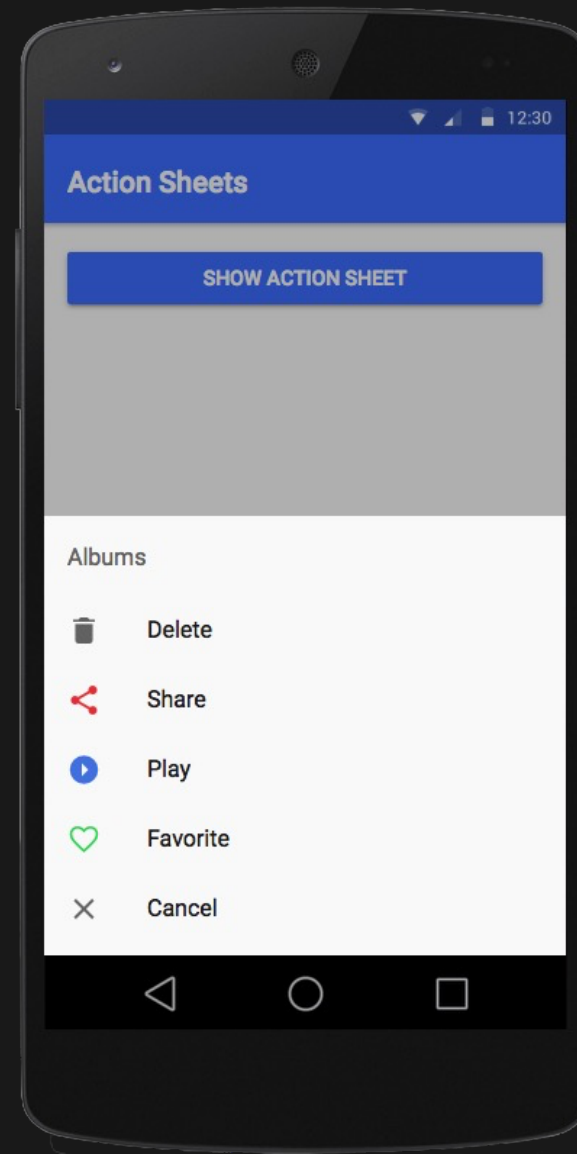 12:30
Action Sheets
SHOW ACTION SHEET
Albums
Delete
Share
Play
Favorite
Cancel